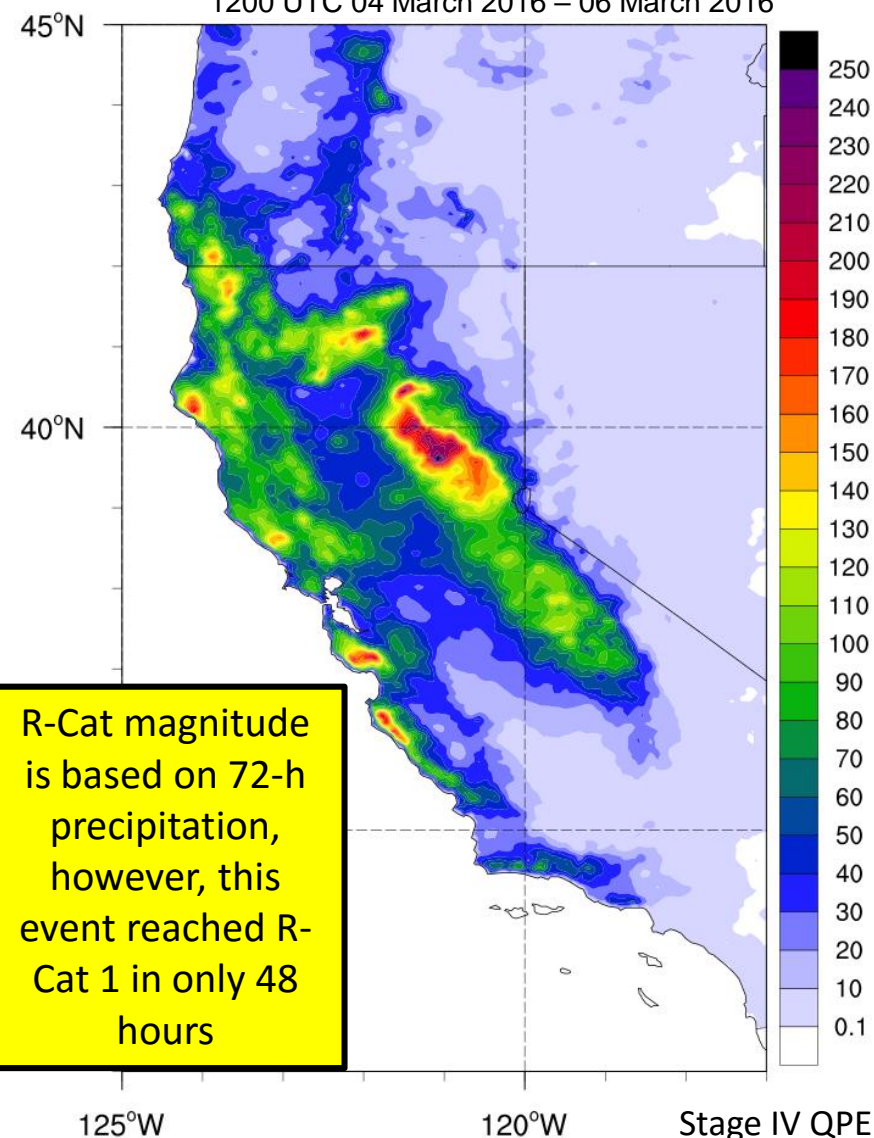 1200 UTC 04 March 2016 – 06 March 2016
45°N
250
240
230
220
210
200
190
180
170
160
150
140
130
120
110
100
90
80
70
60
50
40
30
20
10
0.1
40°N
R-Cat magnitude
is based on 72-h
precipitation,
however, this
event reached R-
Cat 1 in only 48
hours
125°W
120°W
Stage IV QPE